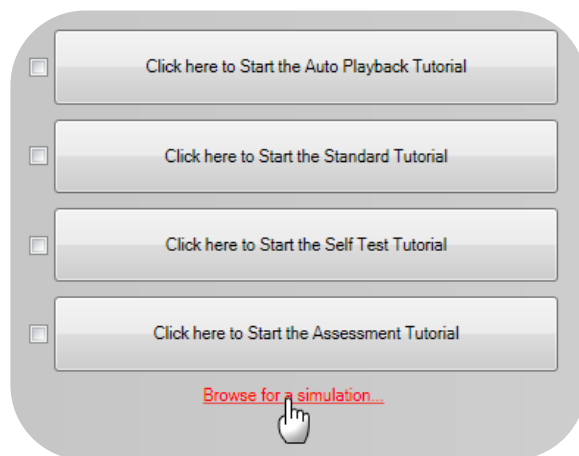 Click here to Start the Auto Playback Tutorial
Click here to Start the Standard Tutorial
Click here to Start the Self Test Tutorial
Click here to Start the Assessment Tutorial
Browse for a simulation...